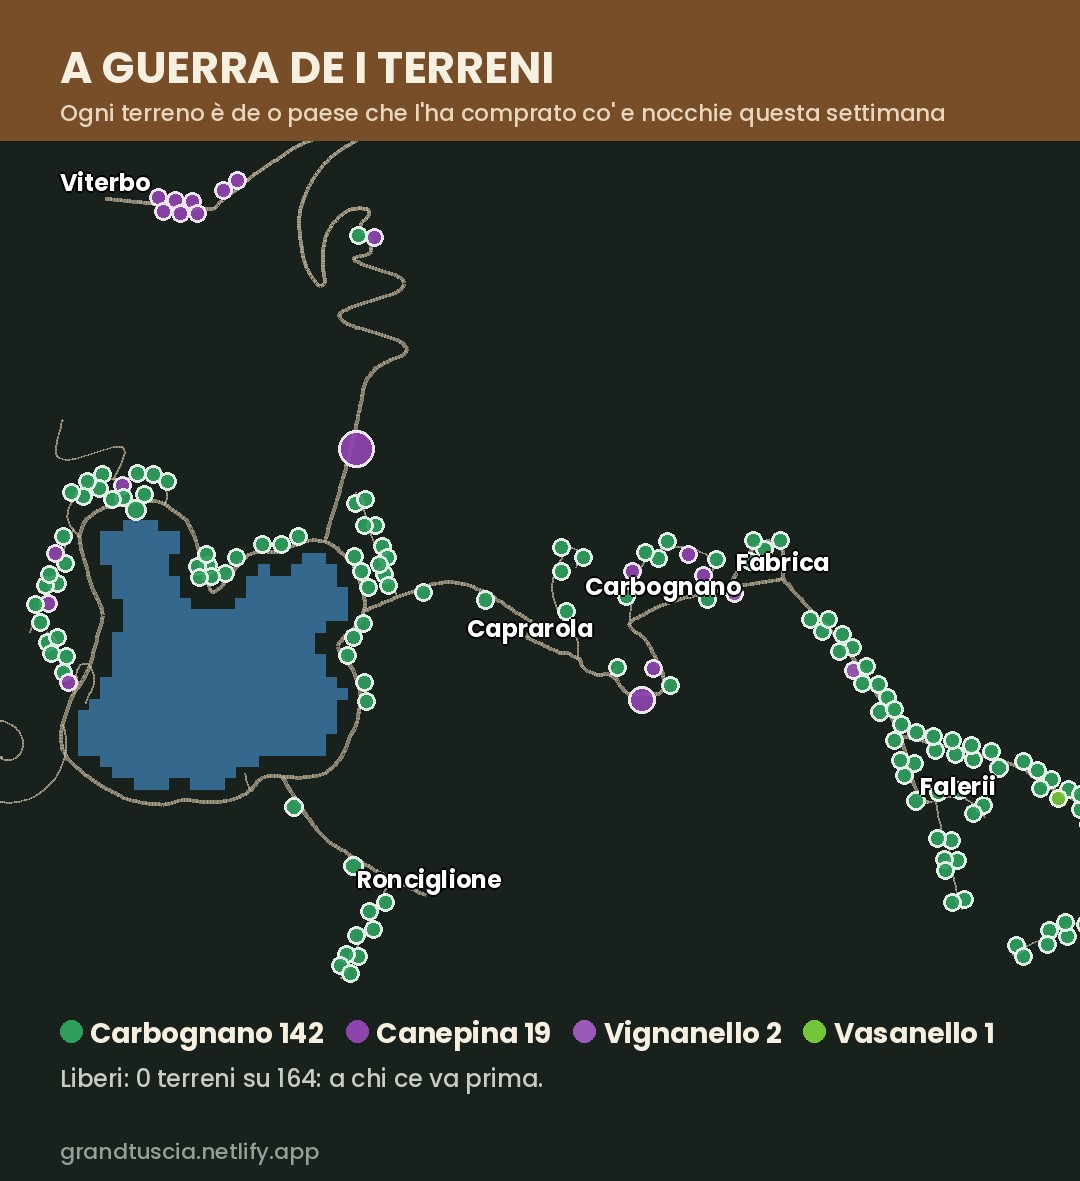 A GUERRA DE I TERRENI
Ogni terreno è de o paese che l'ha comprato co' e nocchie questa settimana
Viterbo
Fabrica
Carbognano
Caprarola
Falerii
Ronciglione
Carbognano 142 Canepina 19 Vignanello 2 Vasanello 1
Liberi: 0 terreni su 164: a chi ce va prima.
grandtuscia.netlify.app